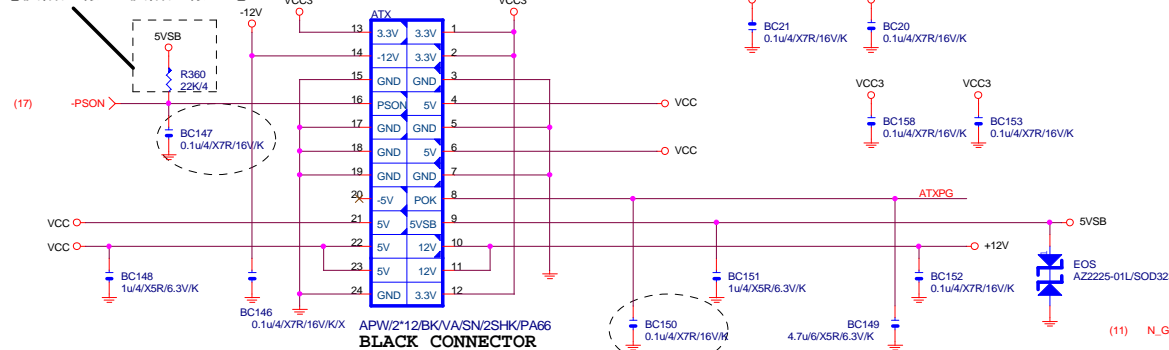 VCC3
ATX
VCC3
-12V
5VSB
R360
22K/4
(17)
-PSON
BC147
0.1u/4/X7R/16V/K
13 3.3V 3.3V 1
14 -12V 3.3V 2
15 GND GND 3
16 PSON 5V 4
17 GND GND 5
18 GND 5V 6
19 GND GND 7
20 -5V POK 8
21 5V 5VSB 9
22 5V 12V 10
23 5V 12V 11
24 GND 3.3V 12
VCC
VCC
VCC
VCC
ATXPG
5VSB
+12V
BC21
0.1u/4/X7R/16V/K
BC20
0.1u/4/X7R/16V/K
VCC3
VCC3
BC158
0.1u/4/X7R/16V/K
BC153
0.1u/4/X7R/16V/K
BC148
1u/4/X5R/6.3V/K
BC146
0.1u/4/X7R/16V/K/X
BC151
1u/4/X5R/6.3V/K
BC152
0.1u/4/X7R/16V/K
EOS
AZ2225-01L/SOD32
APW/2*12/BK/VA/SN/2SHK/PA66
BLACK CONNECTOR
BC150
0.1u/4/X7R/16V/K
BC149
4.7u/6/X5R/6.3V/K
(11) N_G